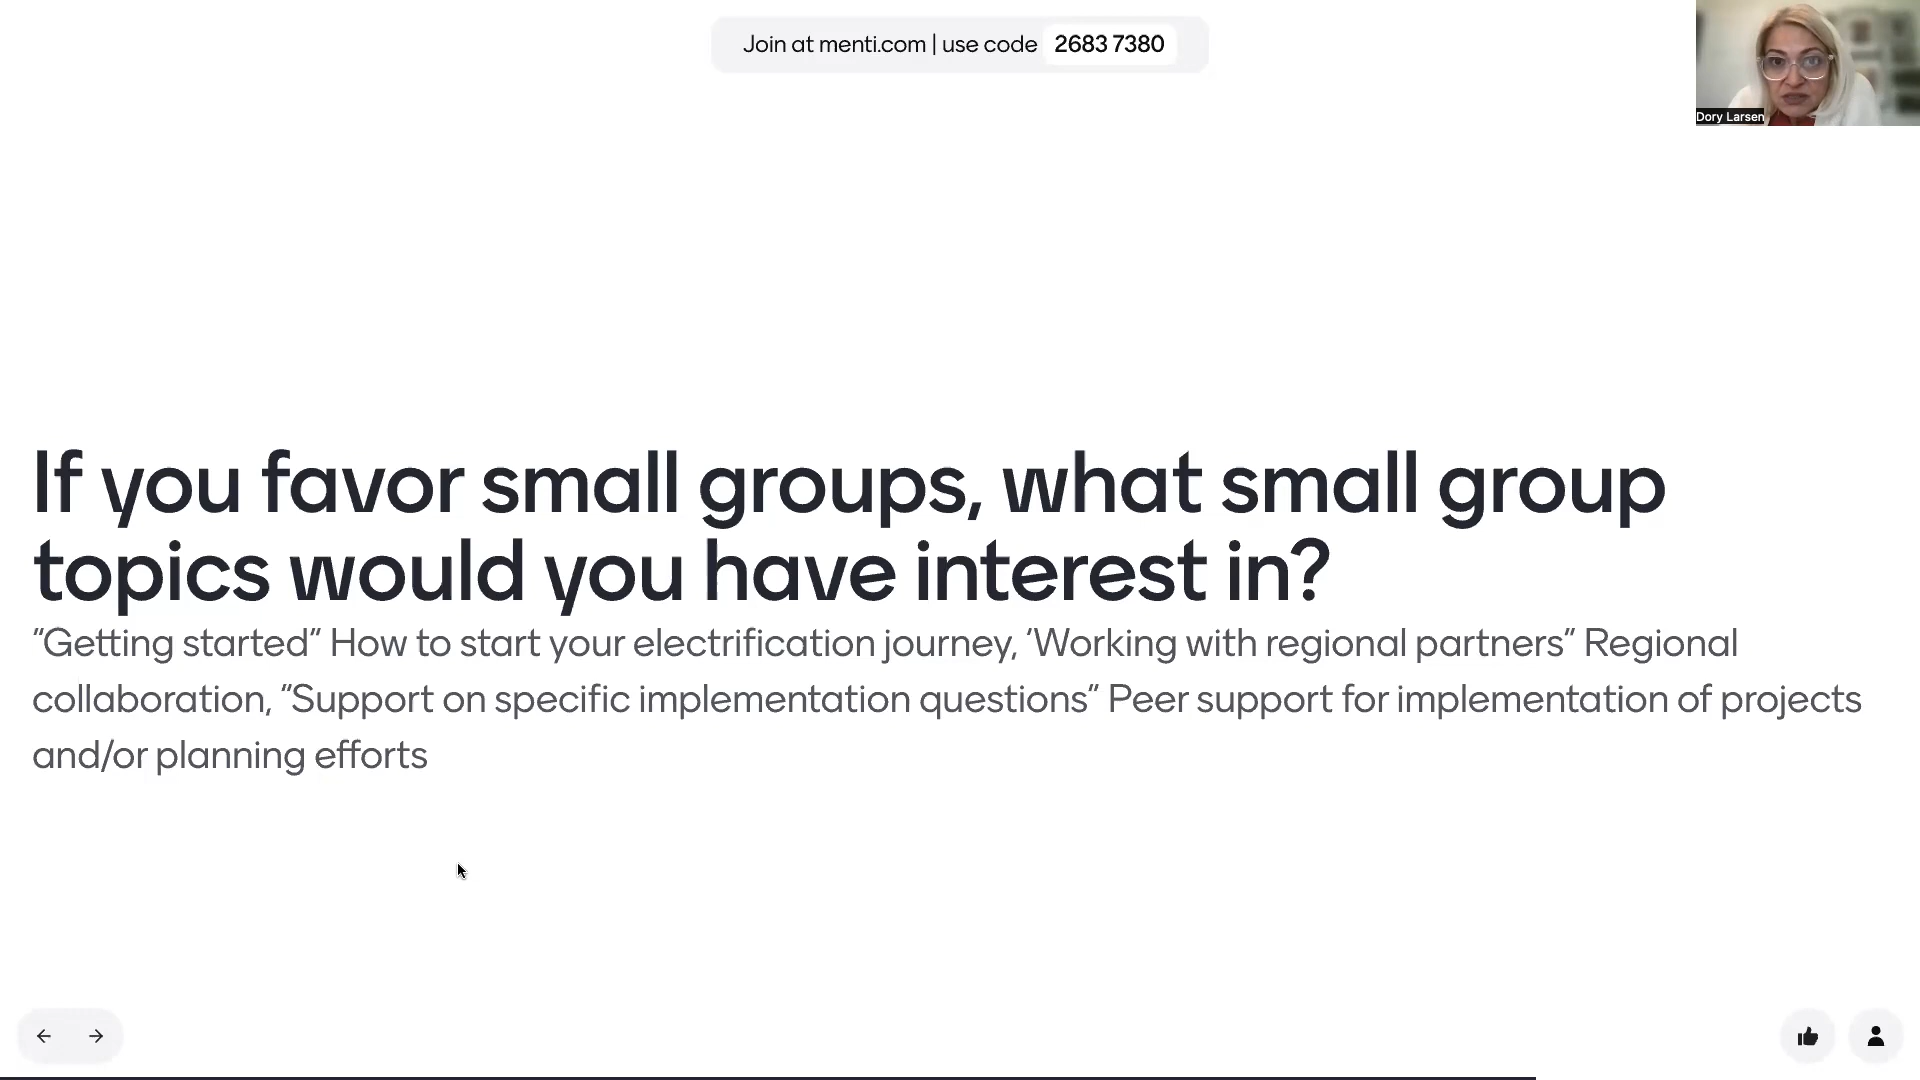 Join at menti.com | use code 2683 7380
Dory Larsen
If you favor small groups, what small group
topics would you have interest in?
“Getting started” How to start your electrification journey, ‘Working with regional partners” Regional
collaboration, “Support on specific implementation questions” Peer support for implementation of projects
and/or planning efforts